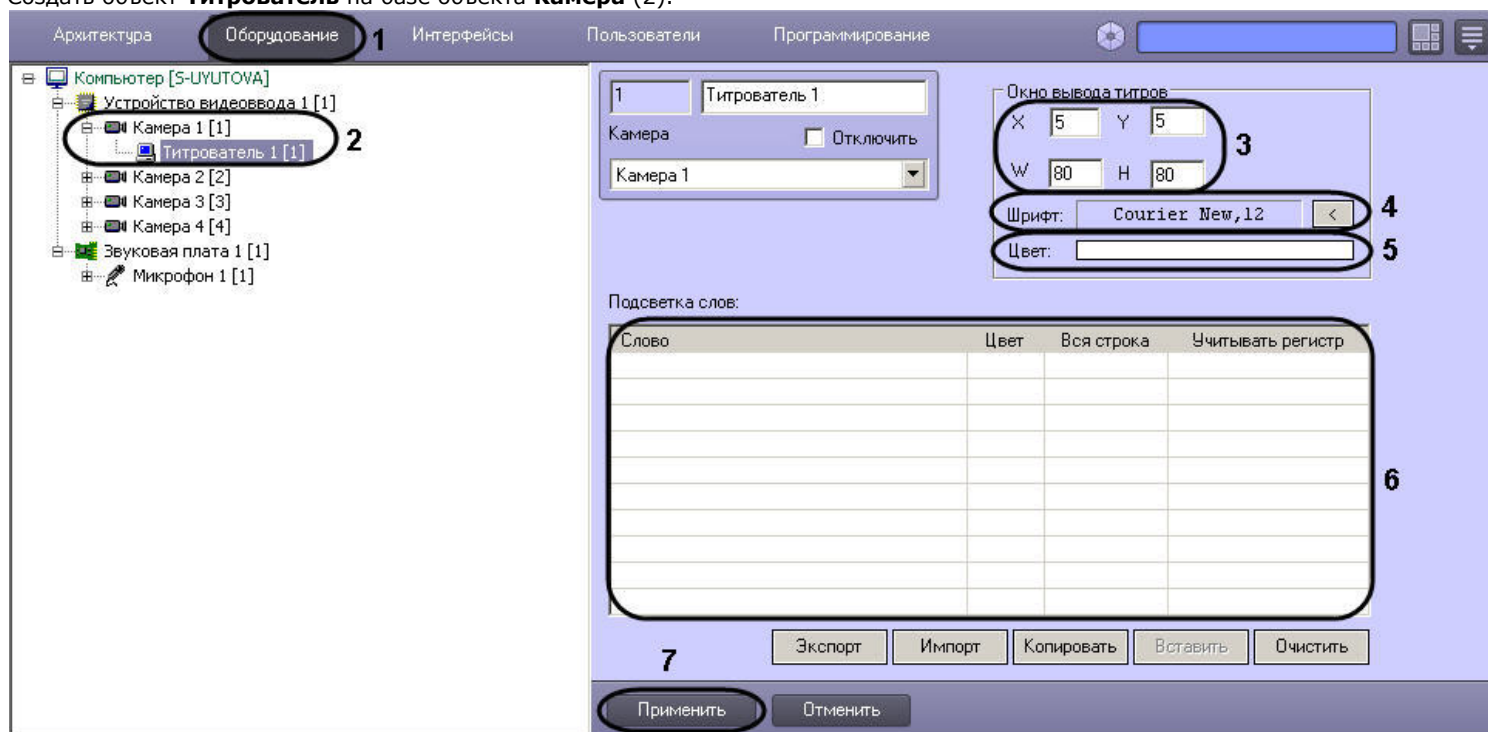 Создать объект Титрователь на базе объекта Камера (2).
Архитектура Оборудование 1 Интерфейсы Пользователи Программирование
Компьютер [S-UYUTOVA]
Устройство видеоввода 1 [1]
Камера 1 [1]
Титрователь 1 [1]
2
Камера 2 [2]
Камера 3 [3]
Камера 4 [4]
Звуковая плата 1 [1]
Микрофон 1 [1]
1 Титрователь 1
Камера Отключить
Камера 1
Окно вывода титров
X 5 Y 5
3
W 80 H 80
Шрифт: Courier New,12 < 4
Цвет: 5
Подсветка слов:
Слово Цвет Вся строка Учитывать регистр
6
Экспорт Импорт Копировать Вставить Очистить
7
Применить Отменить